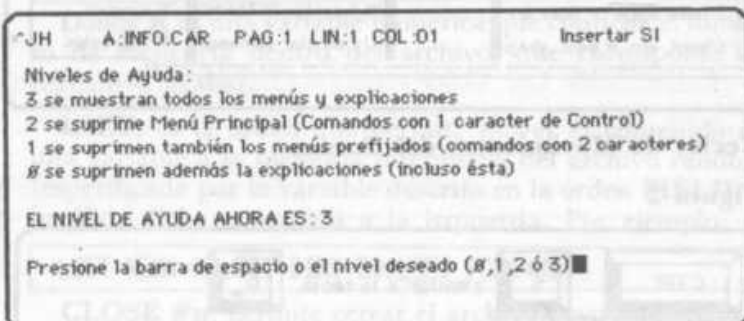 ^JH A:INFO.CAR PAG:1 LIN:1 COL:01 Insertar SI
Niveles de Ayuda:
3 se muestran todos los menús y explicaciones
2 se suprime Menú Principal (Comandos con 1 caracter de Control)
1 se suprimen también los menús prefijados (comandos con 2 caracteres)
0 se suprimen además la explicaciones (incluso ésta)
EL NIVEL DE AYUDA AHORA ES: 3
Presione la barra de espacio o el nivel deseado (0,1,2 ó 3)